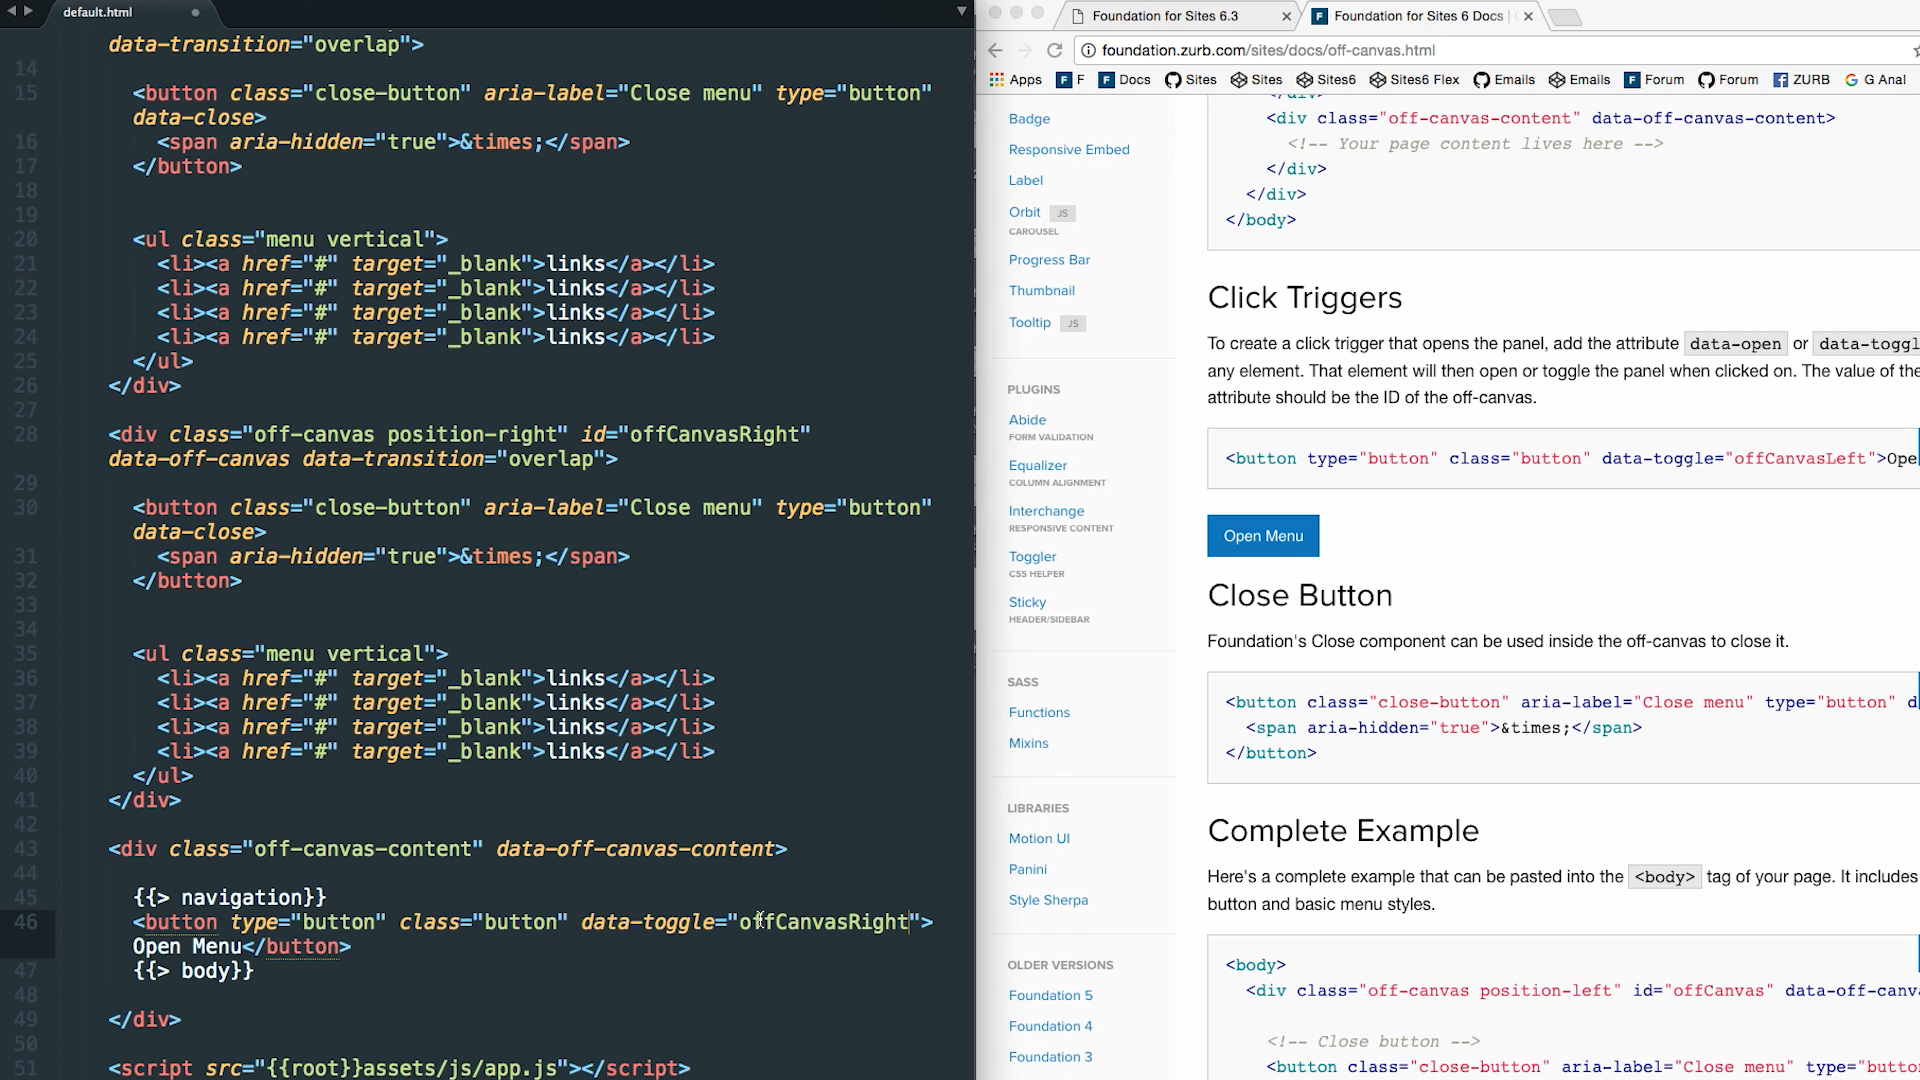 default.html
data-transition="overlap">
14
15 <button class="close-button" aria-label="Close menu" type="button"
data-close>
16 <span aria-hidden="true">&times;</span>
17 </button>
18
19
20 <ul class="menu vertical">
21 <li><a href="#" target="_blank">links</a></li>
22 <li><a href="#" target="_blank">links</a></li>
23 <li><a href="#" target="_blank">links</a></li>
24 <li><a href="#" target="_blank">links</a></li>
25 </ul>
26 </div>
27
28 <div class="off-canvas position-right" id="offCanvasRight"
data-off-canvas data-transition="overlap">
29
30 <button class="close-button" aria-label="Close menu" type="button"
data-close>
31 <span aria-hidden="true">&times;</span>
32 </button>
33
34
35 <ul class="menu vertical">
36 <li><a href="#" target="_blank">links</a></li>
37 <li><a href="#" target="_blank">links</a></li>
38 <li><a href="#" target="_blank">links</a></li>
39 <li><a href="#" target="_blank">links</a></li>
40 </ul>
41 </div>
42
43 <div class="off-canvas-content" data-off-canvas-content>
44
45 {{> navigation}}
46 <button type="button" class="button" data-toggle="offCanvasRight">
Open Menu</button>
47 {{> body}}
48
49 </div>
50
51 <script src="{{root}}assets/js/app.js"></script>
Foundation for Sites 6.3
Foundation for Sites 6 Docs |
foundation.zurb.com/sites/docs/off-canvas.html
Apps F Docs Sites Sites Sites6 Sites6 Flex Emails Emails Forum Forum ZURB G Anal
Badge
Responsive Embed
Label
Orbit JS
CAROUSEL
Progress Bar
Thumbnail
Tooltip JS
PLUGINS
Abide
FORM VALIDATION
Equalizer
COLUMN ALIGNMENT
Interchange
RESPONSIVE CONTENT
Toggler
CSS HELPER
Sticky
HEADER/SIDEBAR
SASS
Functions
Mixins
LIBRARIES
Motion UI
Panini
Style Sherpa
OLDER VERSIONS
Foundation 5
Foundation 4
Foundation 3
</div>
<div class="off-canvas-content" data-off-canvas-content>
<!-- Your page content lives here -->
</div>
</div>
</body>
Click Triggers
To create a click trigger that opens the panel, add the attribute data-open or data-toggl
any element. That element will then open or toggle the panel when clicked on. The value of the
attribute should be the ID of the off-canvas.
<button type="button" class="button" data-toggle="offCanvasLeft">Ope
Open Menu
Close Button
Foundation's Close component can be used inside the off-canvas to close it.
<button class="close-button" aria-label="Close menu" type="button" d
<span aria-hidden="true">&times;</span>
</button>
Complete Example
Here's a complete example that can be pasted into the <body> tag of your page. It includes
button and basic menu styles.
<body>
<div class="off-canvas position-left" id="offCanvas" data-off-canva
<!-- Close button -->
<button class="close-button" aria-label="Close menu" type="butto